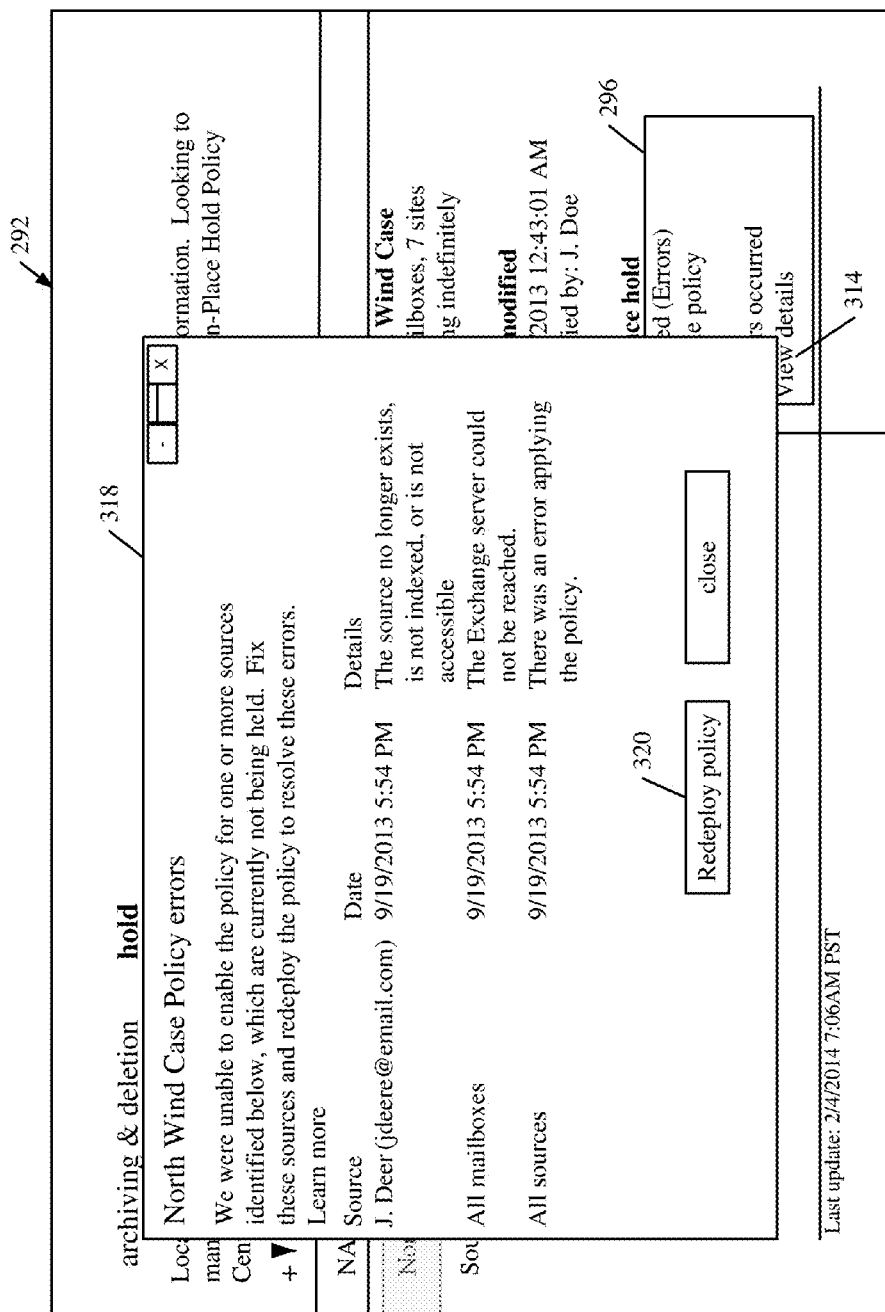 292
archiving & deletion hold
318
Loca
ormation. Looking to
man
n-Place Hold Policy
Cen
+
- X
North Wind Case Policy errors
We were unable to enable the policy for one or more sources
identified below, which are currently not being held. Fix
these sources and redeploy the policy to resolve these errors.
Learn more
Source Date Details
J. Deer (jdeere@email.com) 9/19/2013 5:54 PM The source no longer exists,
is not indexed, or is not
accessible
All mailboxes 9/19/2013 5:54 PM The Exchange server could
not be reached.
All sources 9/19/2013 5:54 PM There was an error applying
the policy.
320
Redeploy policy close
NA
Nor
Sou
Wind Case
ilboxes, 7 sites
ng indefinitely
modified
2013 12:43:01 AM
ied by: J. Doe
296
ce hold
ed (Errors)
e policy
rs occurred
View details
314
Last update: 2/4/2014 7:06AM PST